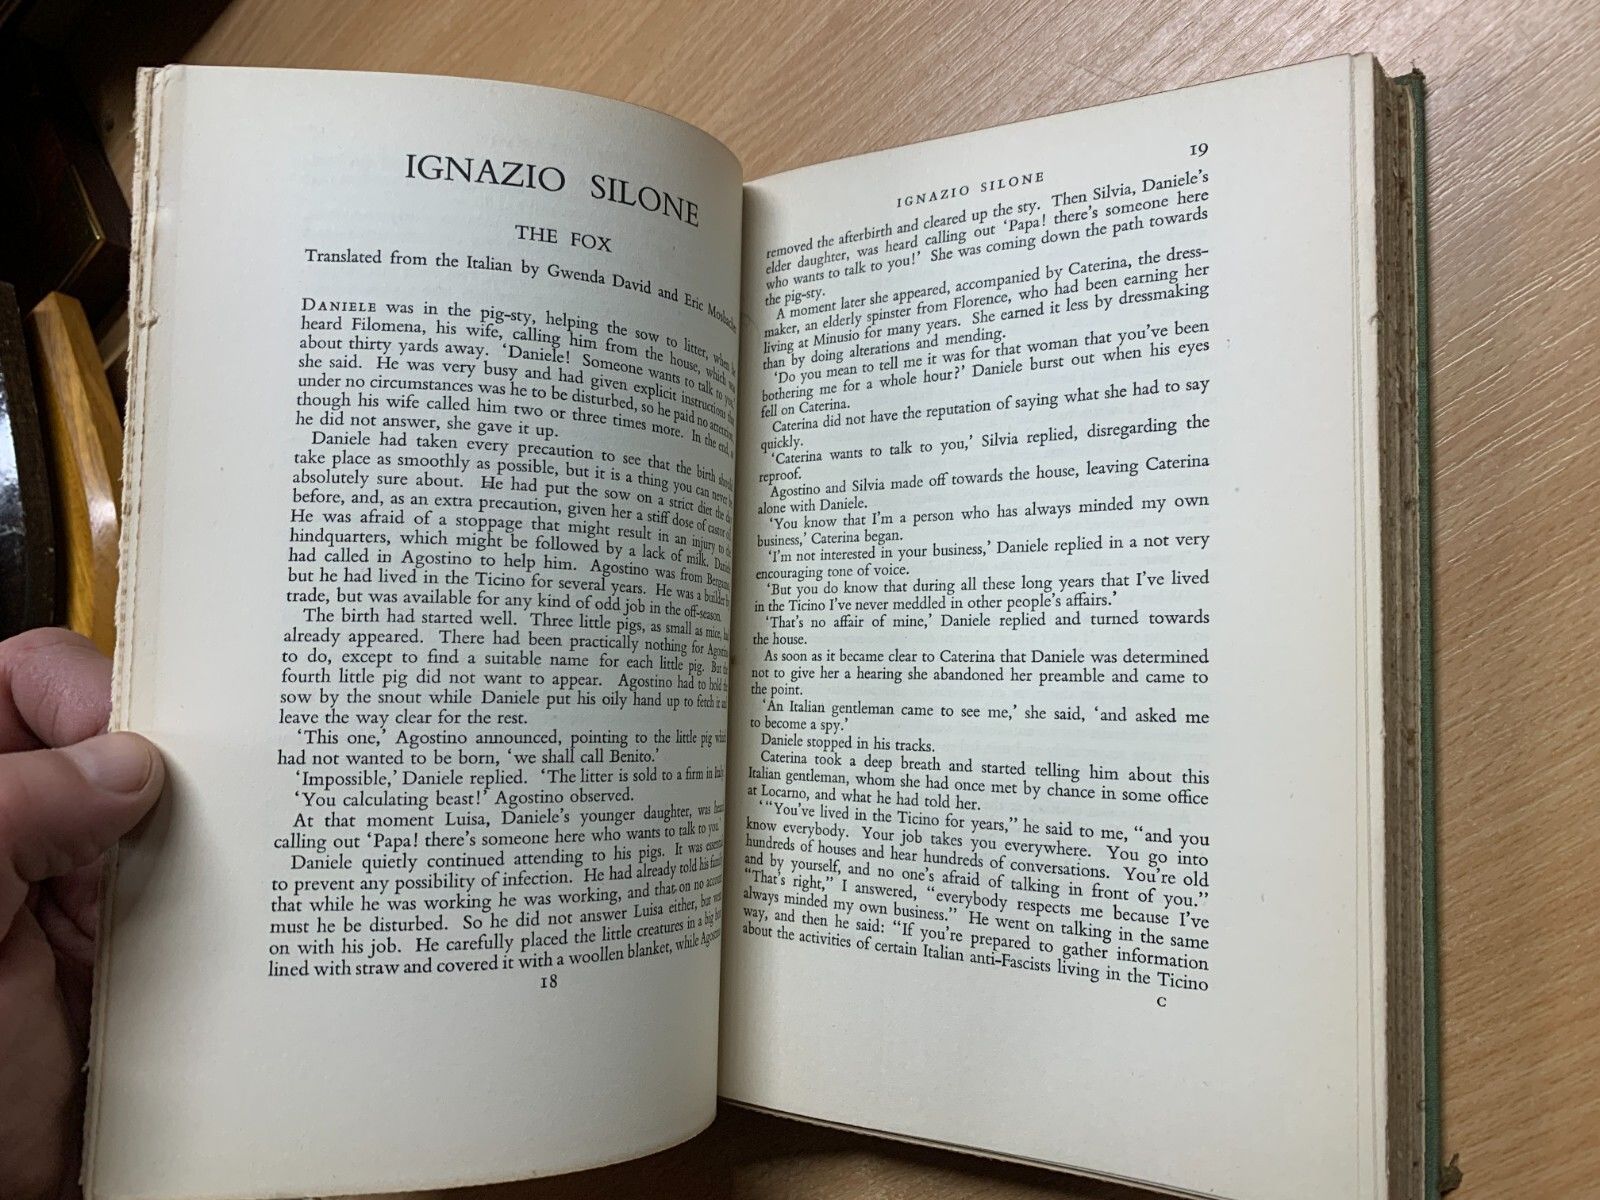 IGNAZIO SILONE
THE FOX
Translated from the Italian by Gwenda David and Eric Mosbacher
DANIELE was in the pig-sty, helping the sow to litter, when he
heard Filomena, his wife, calling him from the house, which was
about thirty yards away. 'Daniele! Someone wants to talk to you,'
she said. He was very busy and had given explicit instructions that
under no circumstances was he to be disturbed, so he paid no attention,
though his wife called him two or three times more. In the end, as
he did not answer, she gave it up.
Daniele had taken every precaution to see that the birth should
take place as smoothly as possible, but it is a thing you can never be
absolutely sure about. He had put the sow on a strict diet the day
before, and, as an extra precaution, given her a stiff dose of castor oil.
He was afraid of a stoppage that might result in an injury to the
hindquarters, which might be followed by a lack of milk. Daniele
had called in Agostino to help him. Agostino was from Bergamo,
but he had lived in the Ticino for several years. He was a builder by
trade, but was available for any kind of odd job in the off-season.
The birth had started well. Three little pigs, as small as mice, had
already appeared. There had been practically nothing for Agostino
to do, except to find a suitable name for each little pig. But the
fourth little pig did not want to appear. Agostino had to hold the
sow by the snout while Daniele put his oily hand up to fetch it and
leave the way clear for the rest.
'This one,' Agostino announced, pointing to the little pig which
had not wanted to be born, 'we shall call Benito.'
'Impossible,' Daniele replied. 'The litter is sold to a firm in Italy.'
'You calculating beast!' Agostino observed.
At that moment Luisa, Daniele's younger daughter, was heard
calling out 'Papa! there's someone here who wants to talk to you.'
Daniele quietly continued attending to his pigs. It was essential
to prevent any possibility of infection. He had already told his family
that while he was working he was working, and that on no account
must he be disturbed. So he did not answer Luisa either, but went
on with his job. He carefully placed the little creatures in a big box
lined with straw and covered it with a woollen blanket, while Agostino
18
IGNAZIO SILONE 19
removed the afterbirth and cleared up the sty. Then Silvia, Daniele's
elder daughter, was heard calling out 'Papa! there's someone here
who wants to talk to you!' She was coming down the path towards
the pig-sty.
A moment later she appeared, accompanied by Caterina, the dress-
maker, an elderly spinster from Florence, who had been earning her
living at Minusio for many years. She earned it less by dressmaking
than by doing alterations and mending.
'Do you mean to tell me it was for that woman that you've been
bothering me for a whole hour?' Daniele burst out when his eyes
fell on Caterina.
Caterina did not have the reputation of saying what she had to say
quickly.
'Caterina wants to talk to you,' Silvia replied, disregarding the
reproof.
Agostino and Silvia made off towards the house, leaving Caterina
alone with Daniele.
'You know that I'm a person who has always minded my own
business,' Caterina began.
'I'm not interested in your business,' Daniele replied in a not very
encouraging tone of voice.
'But you do know that during all these long years that I've lived
in the Ticino I've never meddled in other people's affairs.'
'That's no affair of mine,' Daniele replied and turned towards
the house.
As soon as it became clear to Caterina that Daniele was determined
not to give her a hearing she abandoned her preamble and came to
the point.
'An Italian gentleman came to see me,' she said, 'and asked me
to become a spy.'
Daniele stopped in his tracks.
Caterina took a deep breath and started telling him about this
Italian gentleman, whom she had once met by chance in some office
at Locarno, and what he had told her.
'"You've lived in the Ticino for years," he said to me, "and you
know everybody. Your job takes you everywhere. You go into
hundreds of houses and hear hundreds of conversations. You're old
and by yourself, and no one's afraid of talking in front of you."
"That's right," I answered, "everybody respects me because I've
always minded my own business." He went on talking in the same
way, and then he said: "If you're prepared to gather information
about the activities of certain Italian anti-Fascists living in the Ticino
C